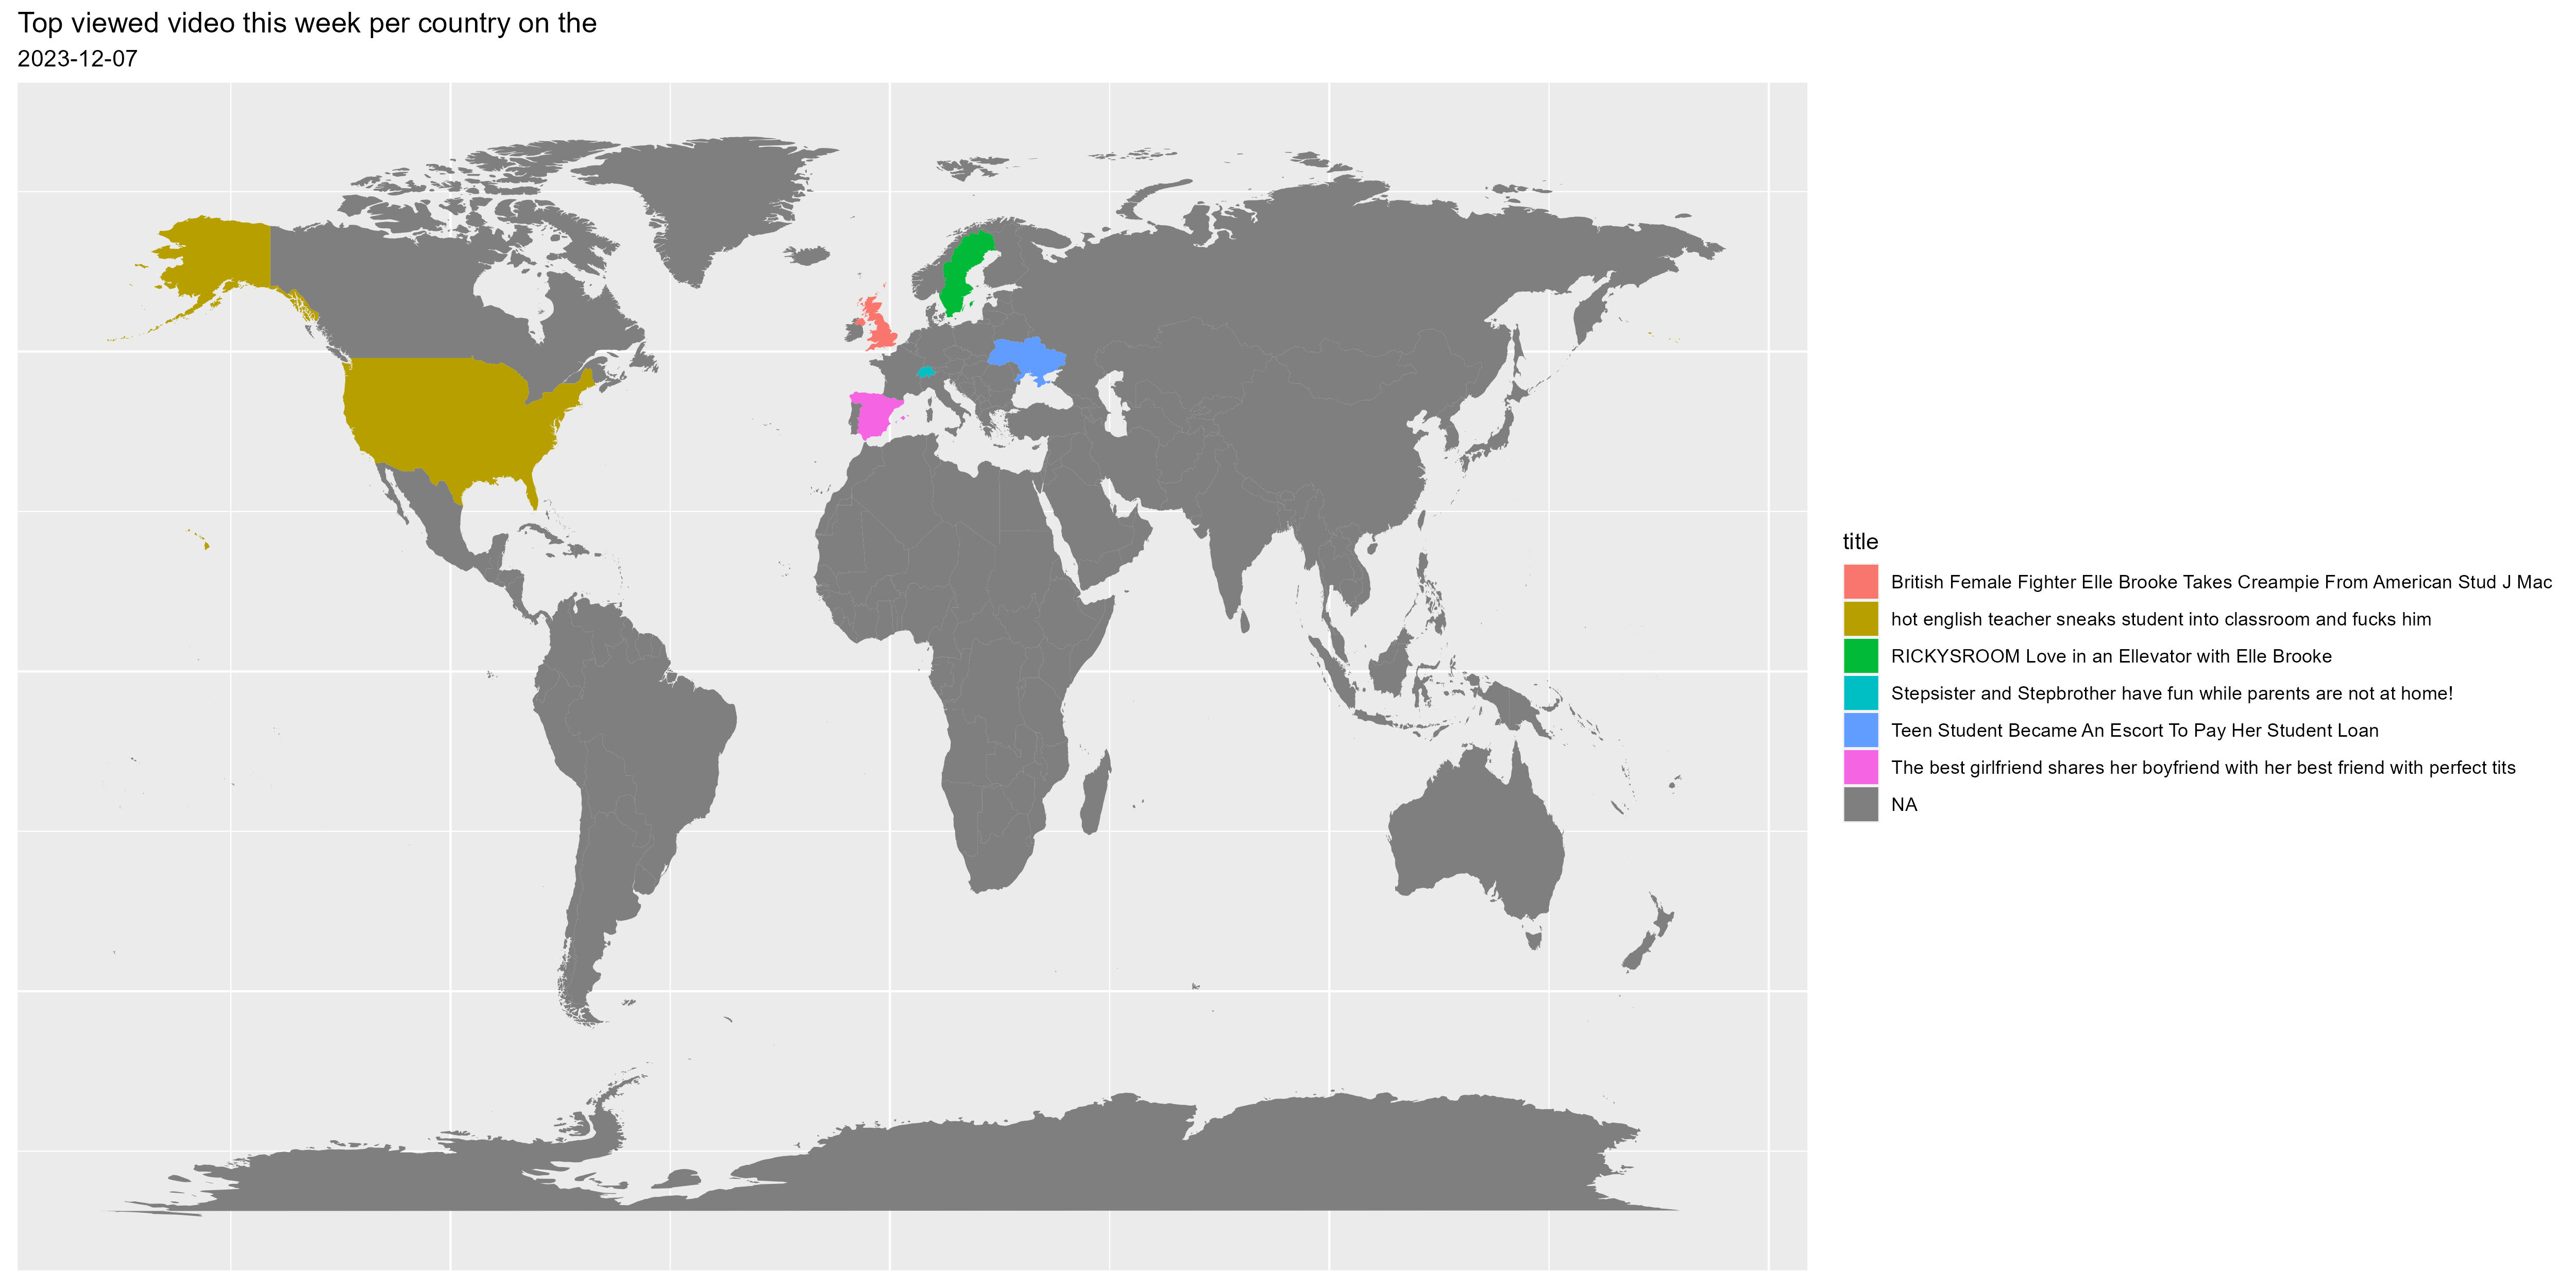 Top viewed video this week per country on the
2023-12-07
title
British Female Fighter Elle Brooke Takes Creampie From American Stud J Mac
hot english teacher sneaks student into classroom and fucks him
RICKYSROOM Love in an Ellevator with Elle Brooke
Stepsister and Stepbrother have fun while parents are not at home!
Teen Student Became An Escort To Pay Her Student Loan
The best girlfriend shares her boyfriend with her best friend with perfect tits
NA